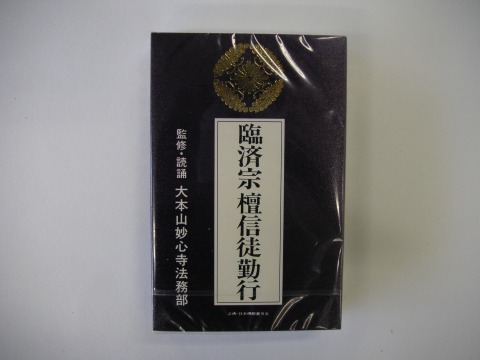 臨済宗 檀信徒勤行
監修・読誦 大本山妙心寺法務部